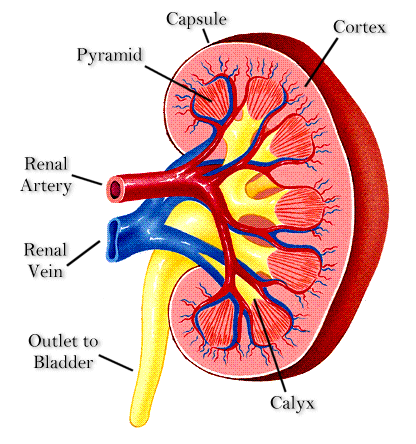 Capsule
Cortex
Pyramid
Renal
Artery
Renal
Vein
Outlet to
Bladder
Calyx